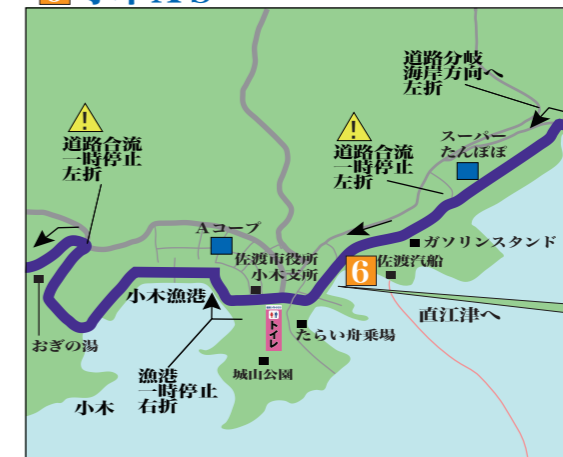 道路分岐
海岸方向へ
左折
道路合流
一時停止
左折
道路合流
一時停止
左折
スーパー
たんぽぽ
Aコープ
佐渡市役所
小木支所
ガソリンスタンド
6
佐渡汽船
小木漁港
直江津へ
トイレ
たらい舟乗場
おぎの湯
漁港
一時停止
右折
城山公園
小木